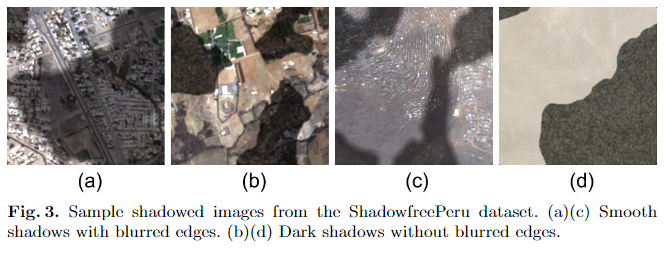 (a) (b) (c) (d)
Fig. 3. Sample shadowed images from the ShadowfreePeru dataset. (a)(c) Smooth
shadows with blurred edges. (b)(d) Dark shadows without blurred edges.